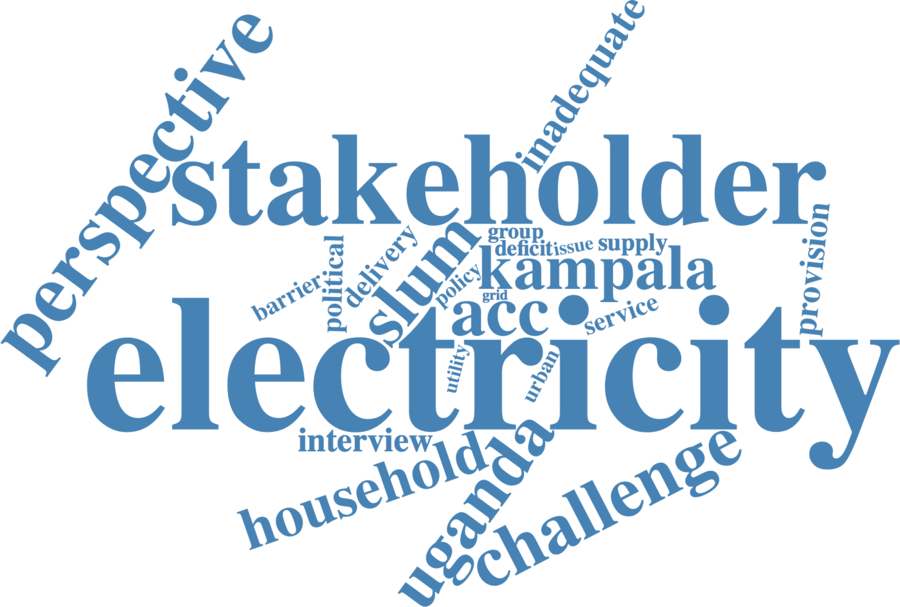 perspective
inadequate
stakeholder
group
deficit
issue
supply
provision
political
delivery
slum
kampala
barrier
policy
grid
acc
service
electricity
utility
urban
interview
household
uganda
challenge